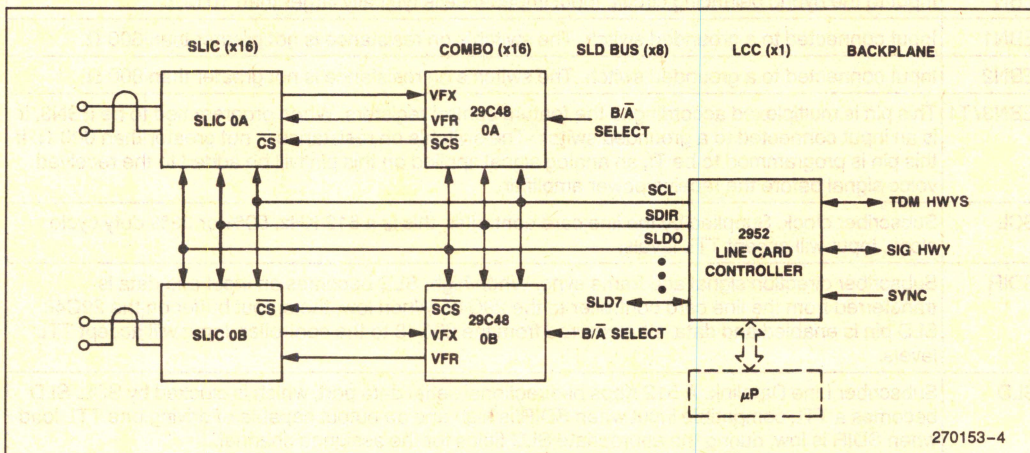 SLIC (x16) COMBO (x16) SLD BUS (x8) LCC (x1) BACKPLANE
SLIC 0A
CS
VFX
VFR
SCS
29C48
0A
B/A
SELECT
SCL
SDIR
SLDO
SLD7
2952
LINE CARD
CONTROLLER
TDM HWYS
SIG HWY
SYNC
CS
SLIC 0B
SCS
VFX
VFR
29C48
0B
B/A SELECT
μP
270153–4